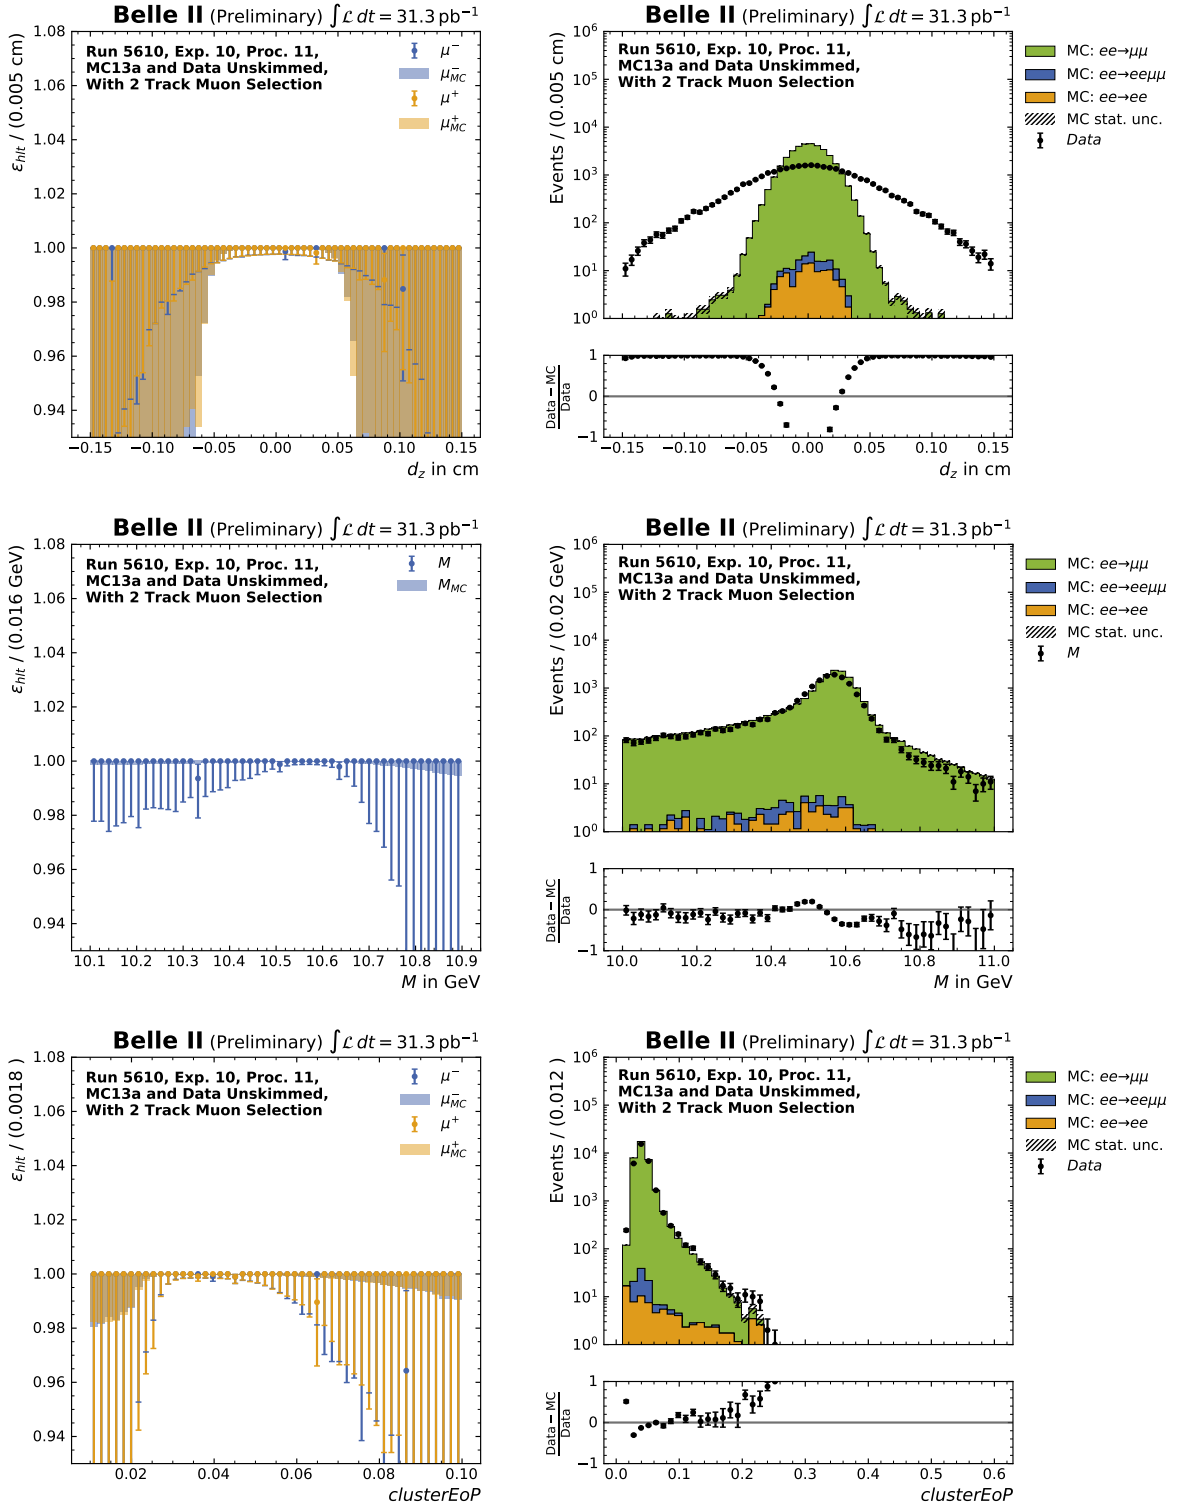 Belle II (Preliminary) ∫ℒ dt = 31.3 pb⁻¹
Run 5610, Exp. 10, Proc. 11,
MC13a and Data Unskimmed,
With 2 Track Muon Selection
μ⁻
μ⁻MC
μ⁺
μ⁺MC
ε_hlt / (0.005 cm)
1.08
1.06
1.04
1.02
1.00
0.98
0.96
0.94
−0.15 −0.10 −0.05 0.00 0.05 0.10 0.15
d_z in cm
Belle II (Preliminary) ∫ℒ dt = 31.3 pb⁻¹
Run 5610, Exp. 10, Proc. 11,
MC13a and Data Unskimmed,
With 2 Track Muon Selection
MC: ee→μμ
MC: ee→eeμμ
MC: ee→ee
MC stat. unc.
Data
Events / (0.005 cm)
10⁶
10⁵
10⁴
10³
10²
10¹
10⁰
Data − MC
Data
1
0
−1
−0.15 −0.10 −0.05 0.00 0.05 0.10 0.15
d_z in cm
Belle II (Preliminary) ∫ℒ dt = 31.3 pb⁻¹
Run 5610, Exp. 10, Proc. 11,
MC13a and Data Unskimmed,
With 2 Track Muon Selection
M
M_MC
ε_hlt / (0.016 GeV)
1.08
1.06
1.04
1.02
1.00
0.98
0.96
0.94
10.1 10.2 10.3 10.4 10.5 10.6 10.7 10.8 10.9
M in GeV
Belle II (Preliminary) ∫ℒ dt = 31.3 pb⁻¹
Run 5610, Exp. 10, Proc. 11,
MC13a and Data Unskimmed,
With 2 Track Muon Selection
MC: ee→μμ
MC: ee→eeμμ
MC: ee→ee
MC stat. unc.
M
Events / (0.02 GeV)
10⁶
10⁵
10⁴
10³
10²
10¹
10⁰
Data − MC
Data
1
0
−1
10.0 10.2 10.4 10.6 10.8 11.0
M in GeV
Belle II (Preliminary) ∫ℒ dt = 31.3 pb⁻¹
Run 5610, Exp. 10, Proc. 11,
MC13a and Data Unskimmed,
With 2 Track Muon Selection
μ⁻
μ⁻MC
μ⁺
μ⁺MC
ε_hlt / (0.0018)
1.08
1.06
1.04
1.02
1.00
0.98
0.96
0.94
0.02 0.04 0.06 0.08 0.10
clusterEoP
Belle II (Preliminary) ∫ℒ dt = 31.3 pb⁻¹
Run 5610, Exp. 10, Proc. 11,
MC13a and Data Unskimmed,
With 2 Track Muon Selection
MC: ee→μμ
MC: ee→eeμμ
MC: ee→ee
MC stat. unc.
Data
Events / (0.012)
10⁶
10⁵
10⁴
10³
10²
10¹
10⁰
Data − MC
Data
1
0
−1
0.0 0.1 0.2 0.3 0.4 0.5 0.6
clusterEoP